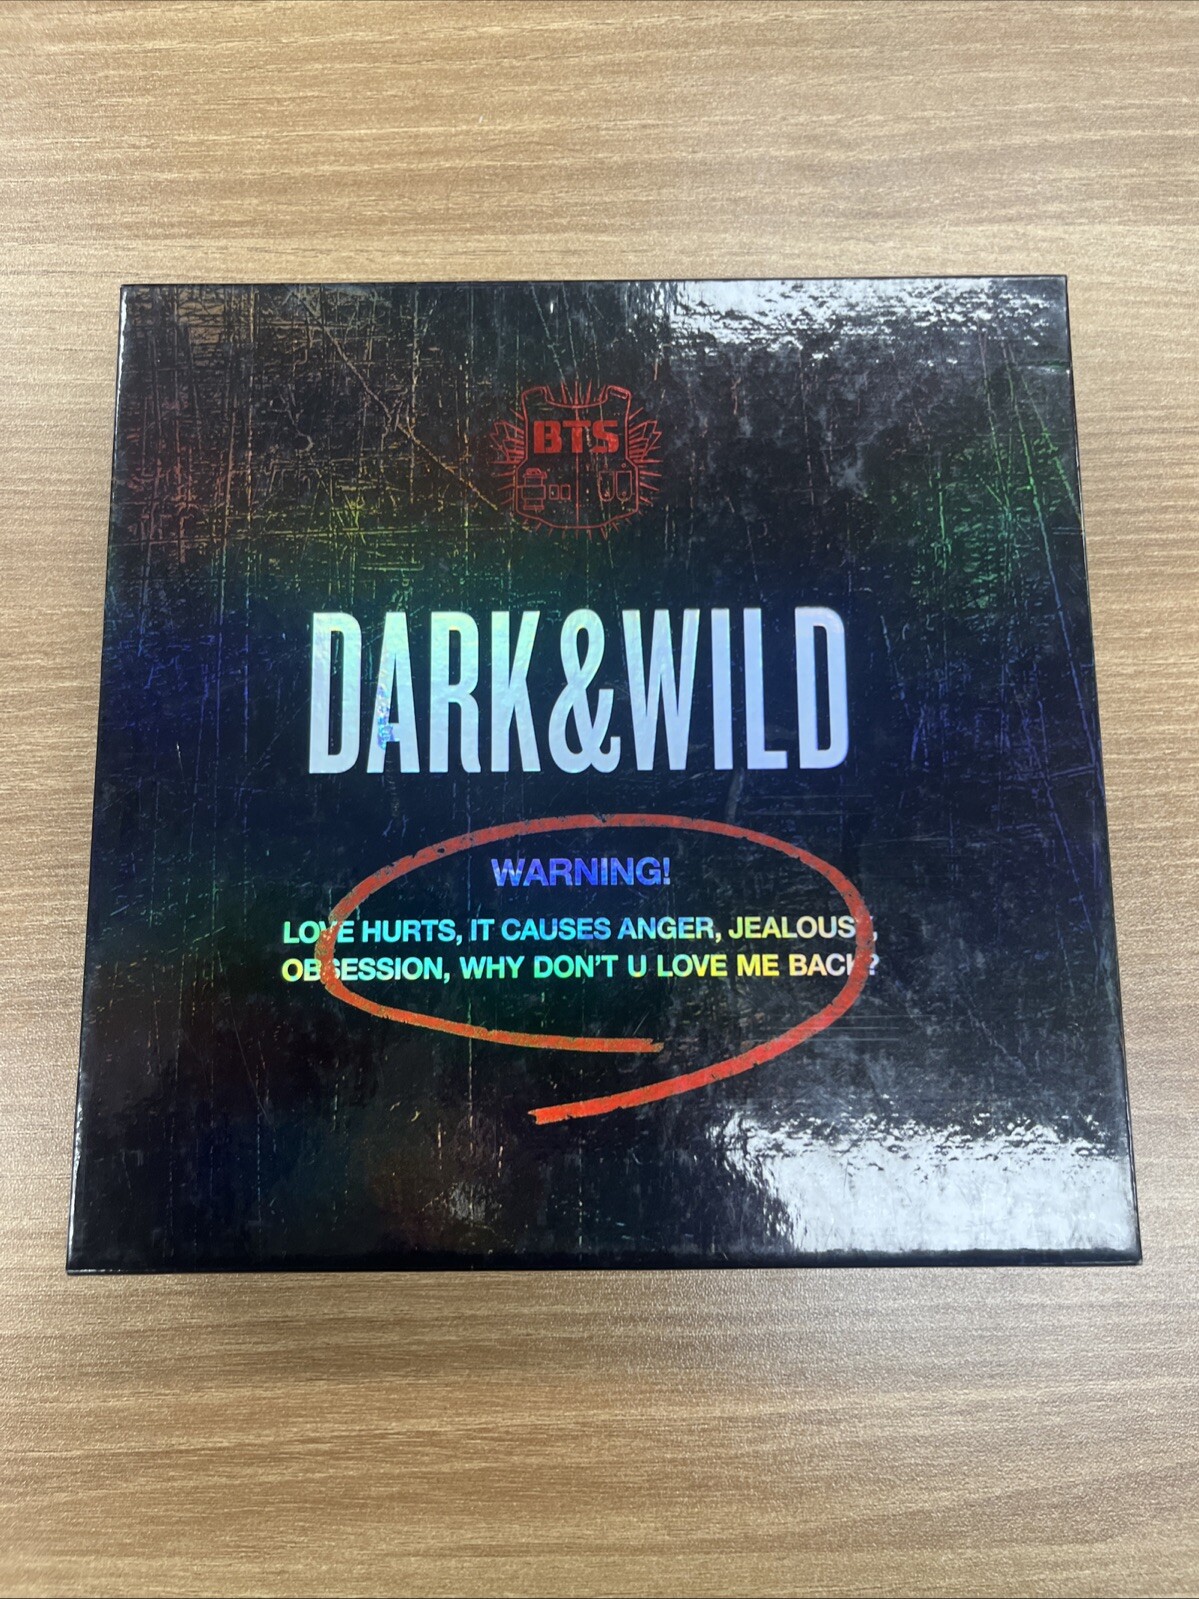 BTS
DARK&WILD
WARNING!
LOVE HURTS, IT CAUSES ANGER, JEALOUSY,
OBSESSION, WHY DON'T U LOVE ME BACK?